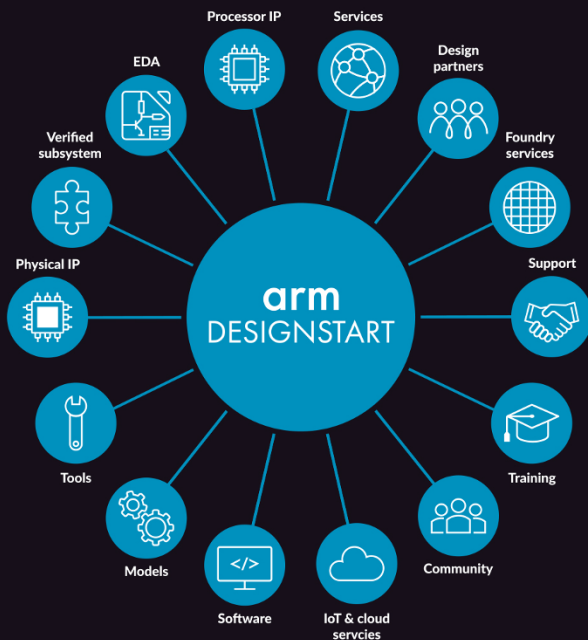 Processor IP
Services
EDA
Design
partners
Verified
subsystem
Foundry
services
Physical IP
Support
arm
DESIGNSTART
Tools
Training
Models
Community
</>
Software
IoT & cloud
servcies